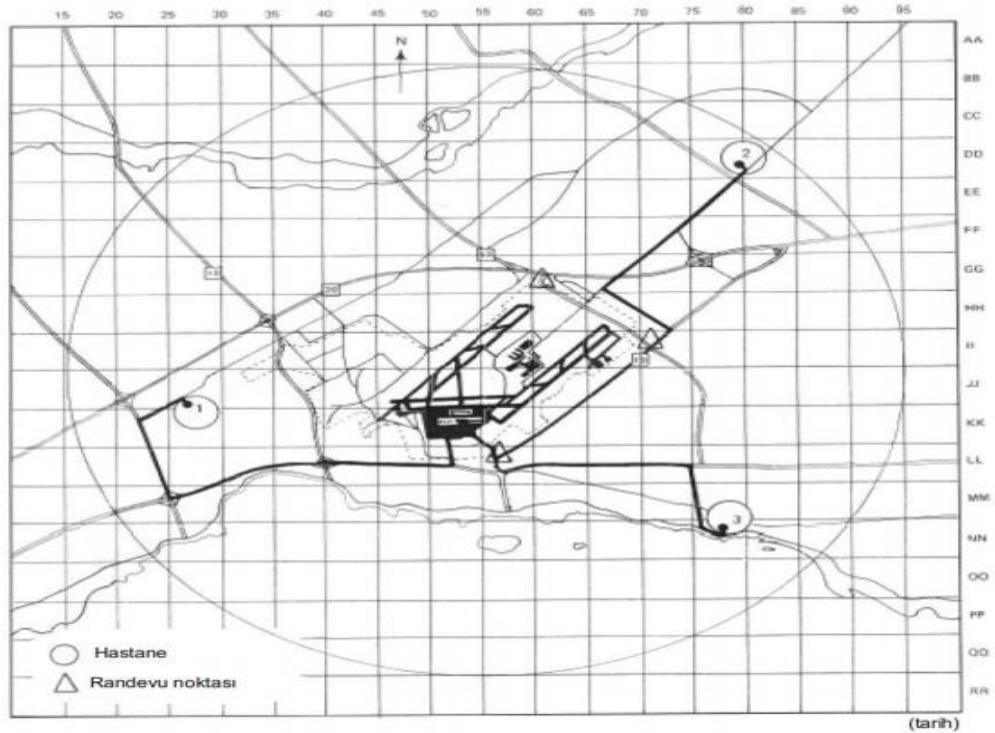 15 20 25 30 35 40 45 50 55 60 65 70 75 80 85 90 95
N
AA
BB
CC
DD
2
EE
FF
GG
HH
20
II
JJ
1
KK
LL
MM
3
NN
OO
PP
QQ
RR
Hastane
Randevu noktası
(tarih)